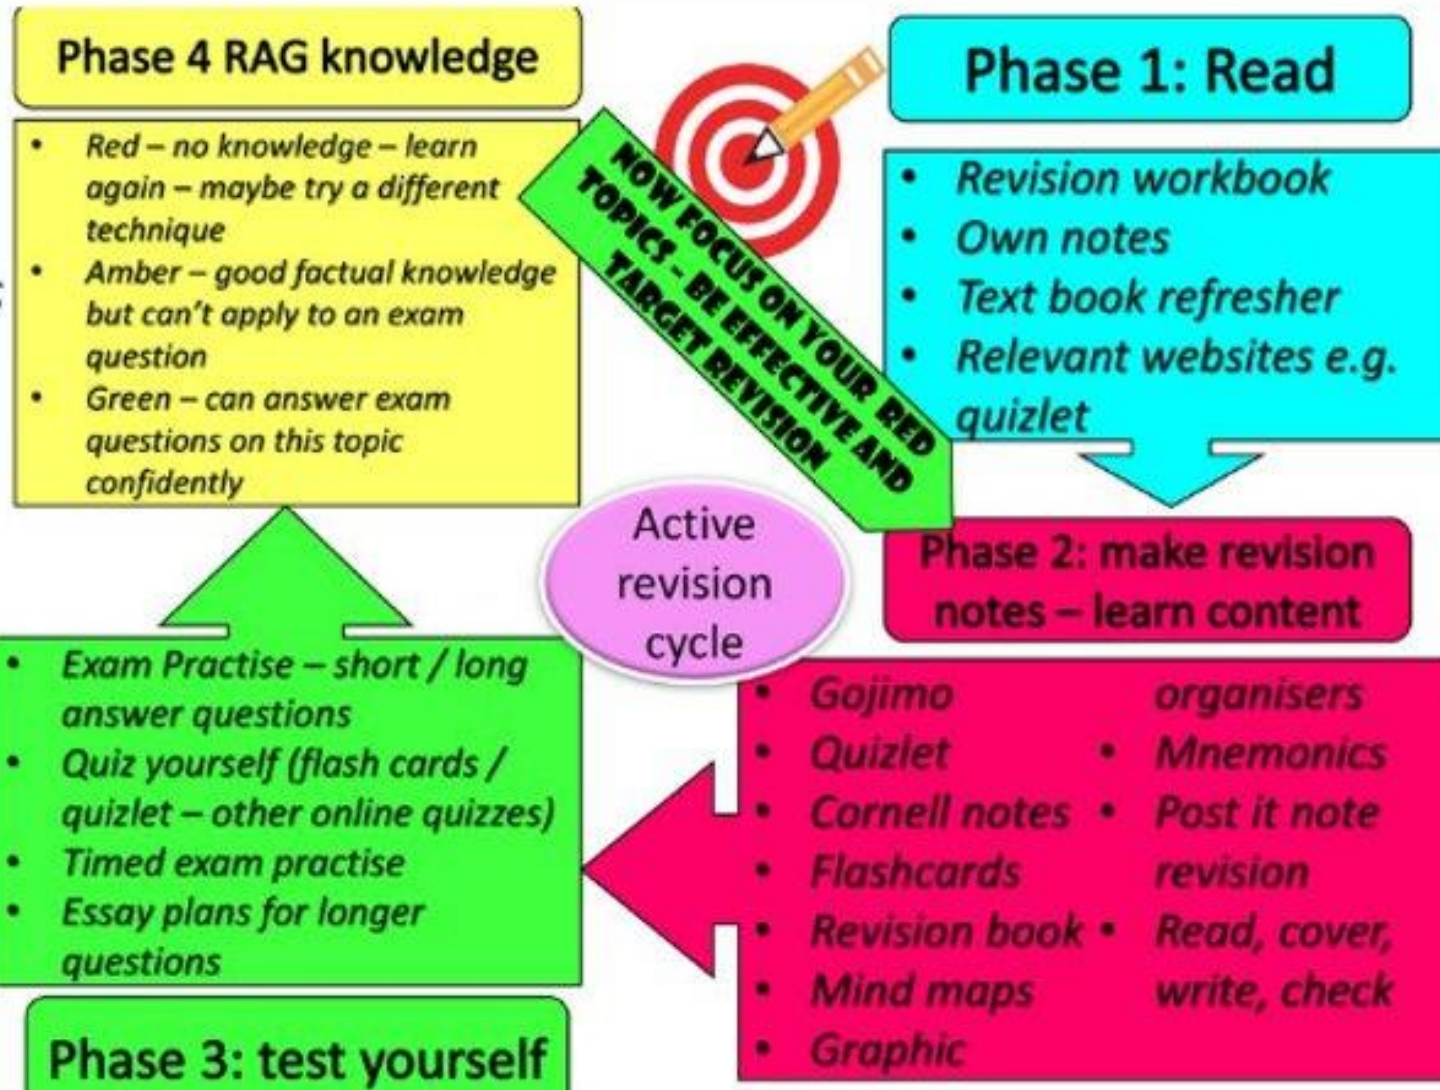 Phase 4 RAG knowledge
• Red – no knowledge – learn
again – maybe try a different
technique
• Amber – good factual knowledge
but can't apply to an exam
question
• Green – can answer exam
questions on this topic
confidently
NOW FOCUS ON YOUR RED
TOPICS - BE EFFECTIVE AND
TARGET REVISION
Phase 1: Read
• Revision workbook
• Own notes
• Text book refresher
• Relevant websites e.g.
quizlet
Active
revision
cycle
Phase 2: make revision
notes – learn content
• Gojimo
• Quizlet
• Cornell notes
• Flashcards
• Revision book
• Mind maps
• Graphic
organisers
• Mnemonics
• Post it note
revision
• Read, cover,
write, check
• Exam Practise – short / long
answer questions
• Quiz yourself (flash cards /
quizlet – other online quizzes)
• Timed exam practise
• Essay plans for longer
questions
Phase 3: test yourself